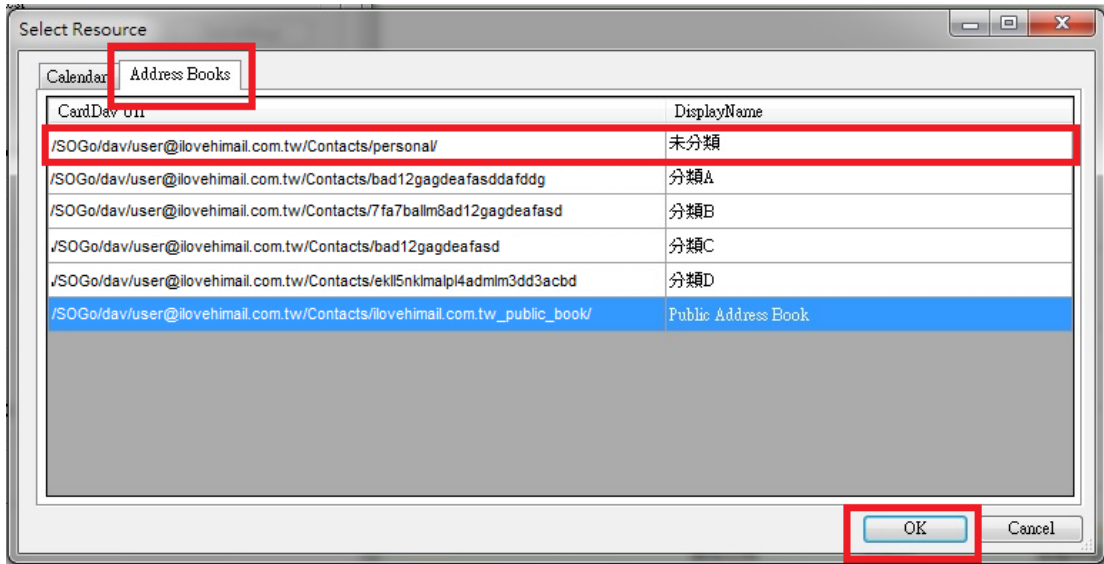 Select Resource
Calendar Address Books
CardDav Uri DisplayName
/SOGo/dav/user@ilovehimail.com.tw/Contacts/personal/ 未分類
/SOGo/dav/user@ilovehimail.com.tw/Contacts/bad12gagdeafasddafddg 分類A
/SOGo/dav/user@ilovehimail.com.tw/Contacts/7fa7ballm8ad12gagdeafasd 分類B
/SOGo/dav/user@ilovehimail.com.tw/Contacts/bad12gagdeafasd 分類C
/SOGo/dav/user@ilovehimail.com.tw/Contacts/ekll5nklmalpl4admlm3dd3acbd 分類D
/SOGo/dav/user@ilovehimail.com.tw/Contacts/ilovehimail.com.tw_public_book/ Public Address Book
OK Cancel